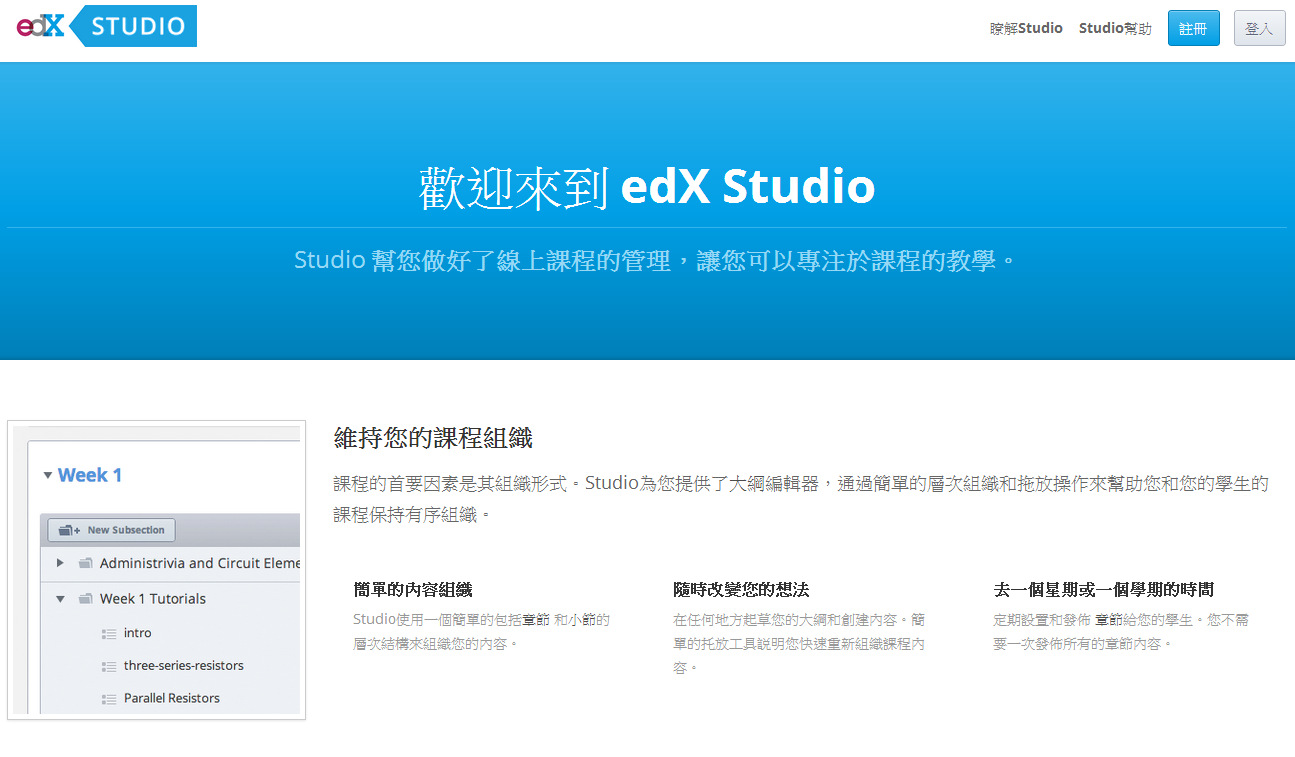 edX STUDIO
瞭解Studio Studio幫助 註冊 登入
歡迎來到 edX Studio
Studio 幫您做好了線上課程的管理，讓您可以專注於課程的教學。
Week 1
New Subsection
Administrivia and Circuit Eleme
Week 1 Tutorials
intro
three-series-resistors
Parallel Resistors
維持您的課程組織
課程的首要因素是其組織形式。Studio為您提供了大綱編輯器，通過簡單的層次組織和拖放操作來幫助您和您的學生的
課程保持有序組織。
簡單的內容組織
Studio使用一個簡單的包括章節 和小節的
層次結構來組織您的內容。
隨時改變您的想法
在任何地方起草您的大綱和創建內容。簡
單的托放工具説明您快速重新組織課程內
容。
去一個星期或一個學期的時間
定期設置和發佈 章節給您的學生。您不需
要一次發佈所有的章節內容。